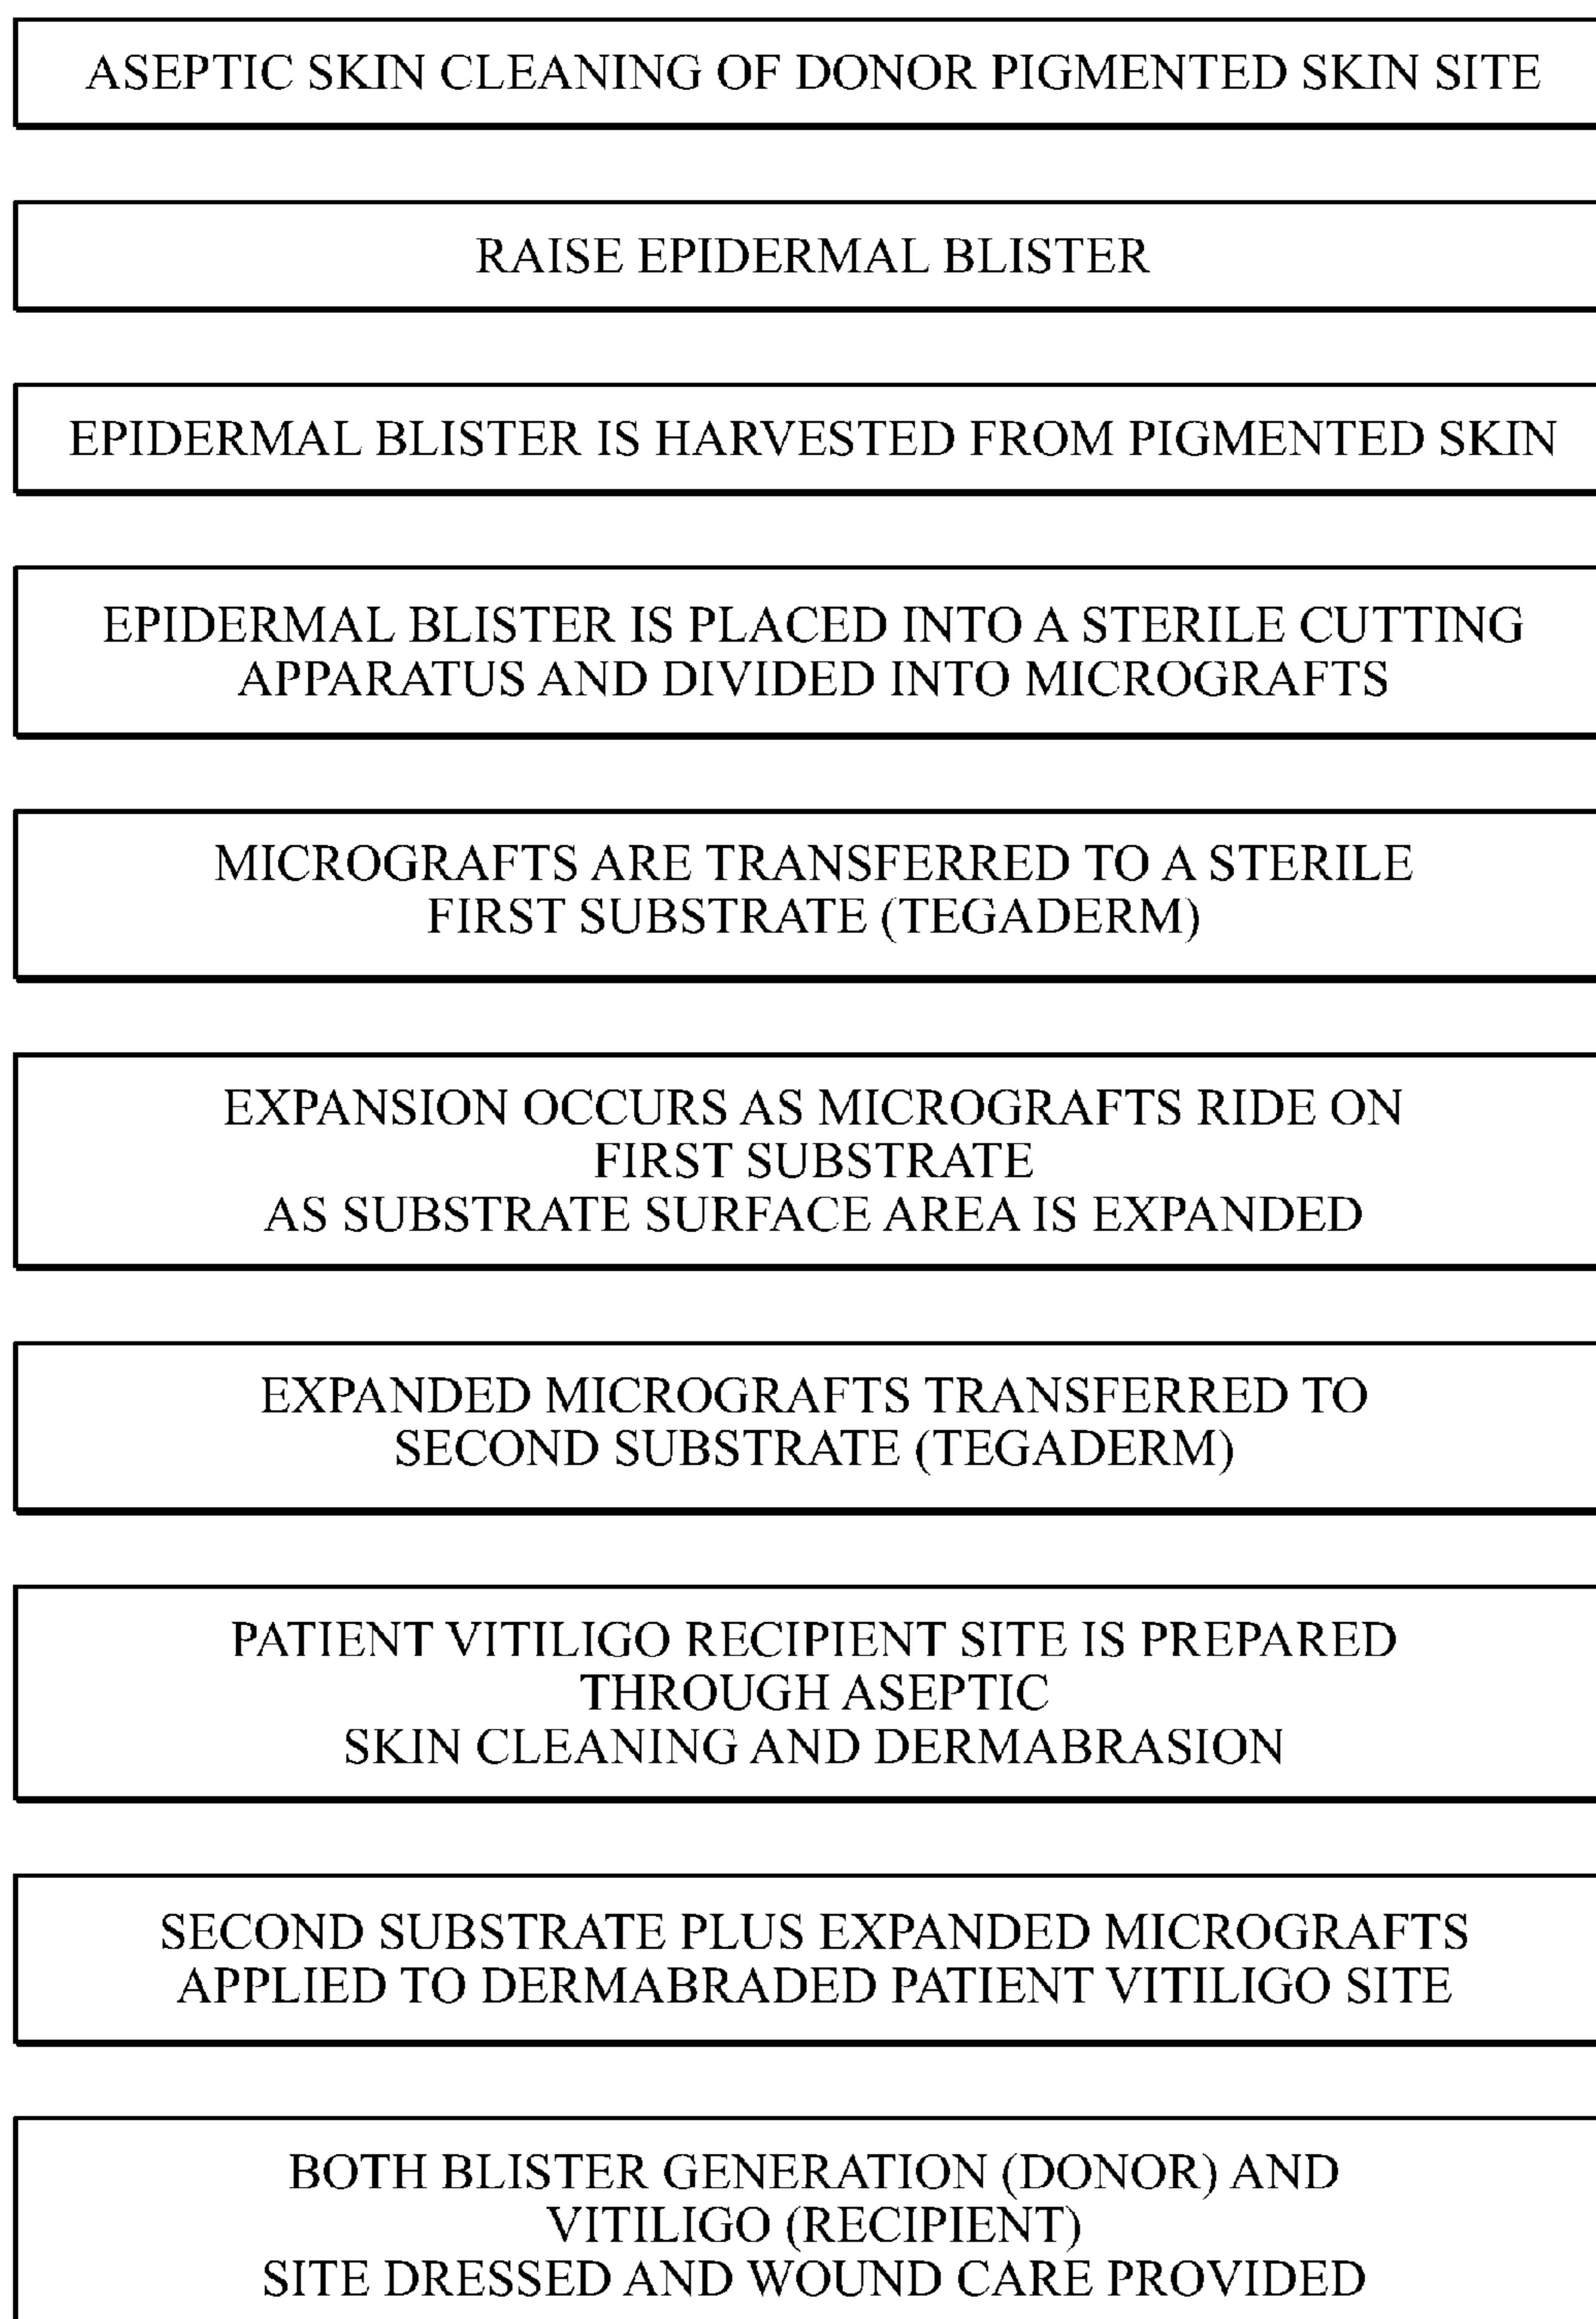 ASEPTIC SKIN CLEANING OF DONOR PIGMENTED SKIN SITE
RAISE EPIDERMAL BLISTER
EPIDERMAL BLISTER IS HARVESTED FROM PIGMENTED SKIN
EPIDERMAL BLISTER IS PLACED INTO A STERILE CUTTING
APPARATUS AND DIVIDED INTO MICROGRAFTS
MICROGRAFTS ARE TRANSFERRED TO A STERILE
FIRST SUBSTRATE (TEGADERM)
EXPANSION OCCURS AS MICROGRAFTS RIDE ON
FIRST SUBSTRATE
AS SUBSTRATE SURFACE AREA IS EXPANDED
EXPANDED MICROGRAFTS TRANSFERRED TO
SECOND SUBSTRATE (TEGADERM)
PATIENT VITILIGO RECIPIENT SITE IS PREPARED
THROUGH ASEPTIC
SKIN CLEANING AND DERMABRASION
SECOND SUBSTRATE PLUS EXPANDED MICROGRAFTS
APPLIED TO DERMABRADED PATIENT VITILIGO SITE
BOTH BLISTER GENERATION (DONOR) AND
VITILIGO (RECIPIENT)
SITE DRESSED AND WOUND CARE PROVIDED